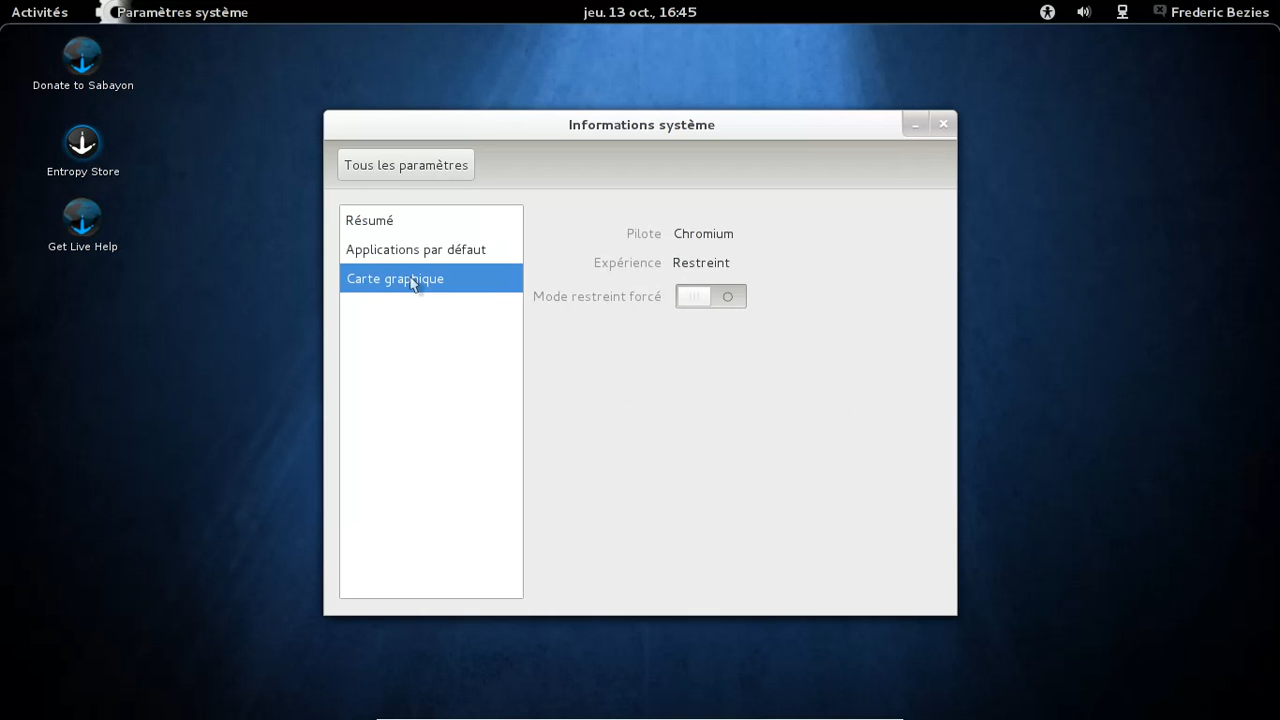 Activités Paramètres système jeu. 13 oct., 16:45 Frederic Bezies
Donate to Sabayon
Entropy Store
Get Live Help
Informations système
Tous les paramètres
Résumé
Applications par défaut
Carte graphique
Pilote Chromium
Expérience Restreint
Mode restreint forcé